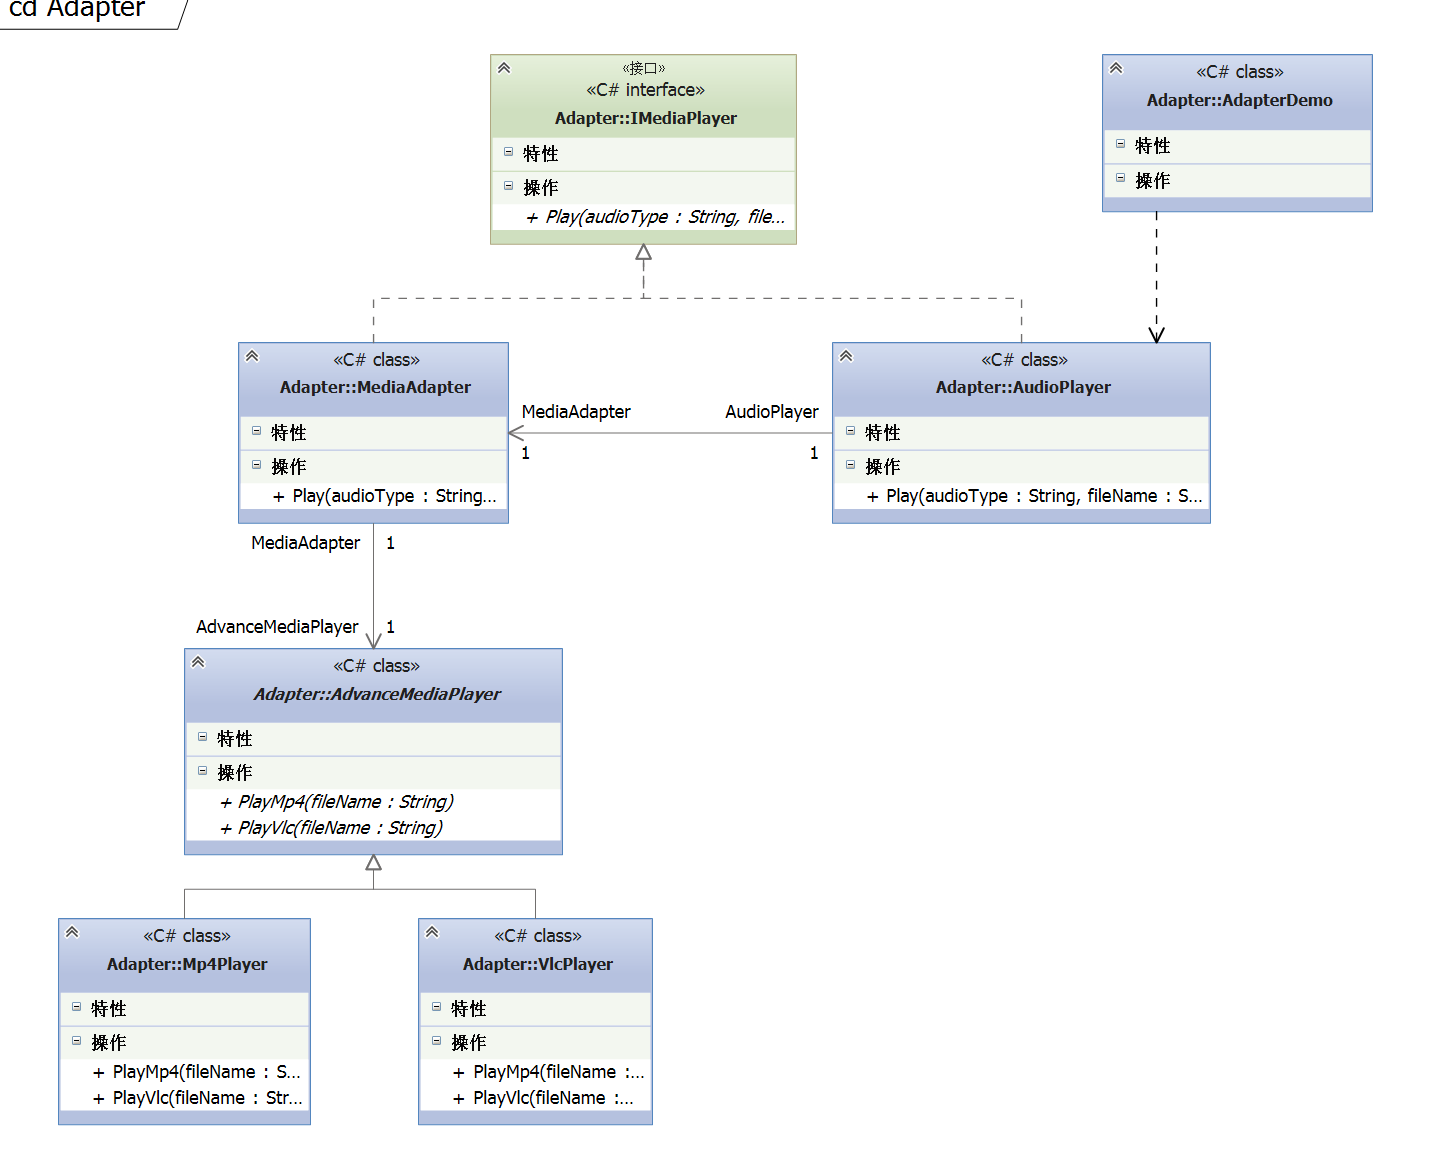 cd Adapter
«接口»
«C# interface»
Adapter::IMediaPlayer
特性
操作
+ Play(audioType : String, file...
«C# class»
Adapter::AdapterDemo
特性
操作
«C# class»
Adapter::MediaAdapter
特性
操作
+ Play(audioType : String...
MediaAdapter
1
AudioPlayer
1
«C# class»
Adapter::AudioPlayer
特性
操作
+ Play(audioType : String, fileName : S...
MediaAdapter 1
AdvanceMediaPlayer 1
«C# class»
Adapter::AdvanceMediaPlayer
特性
操作
+ PlayMp4(fileName : String)
+ PlayVlc(fileName : String)
«C# class»
Adapter::Mp4Player
特性
操作
+ PlayMp4(fileName : S...
+ PlayVlc(fileName : Str...
«C# class»
Adapter::VlcPlayer
特性
操作
+ PlayMp4(fileName :...
+ PlayVlc(fileName :...